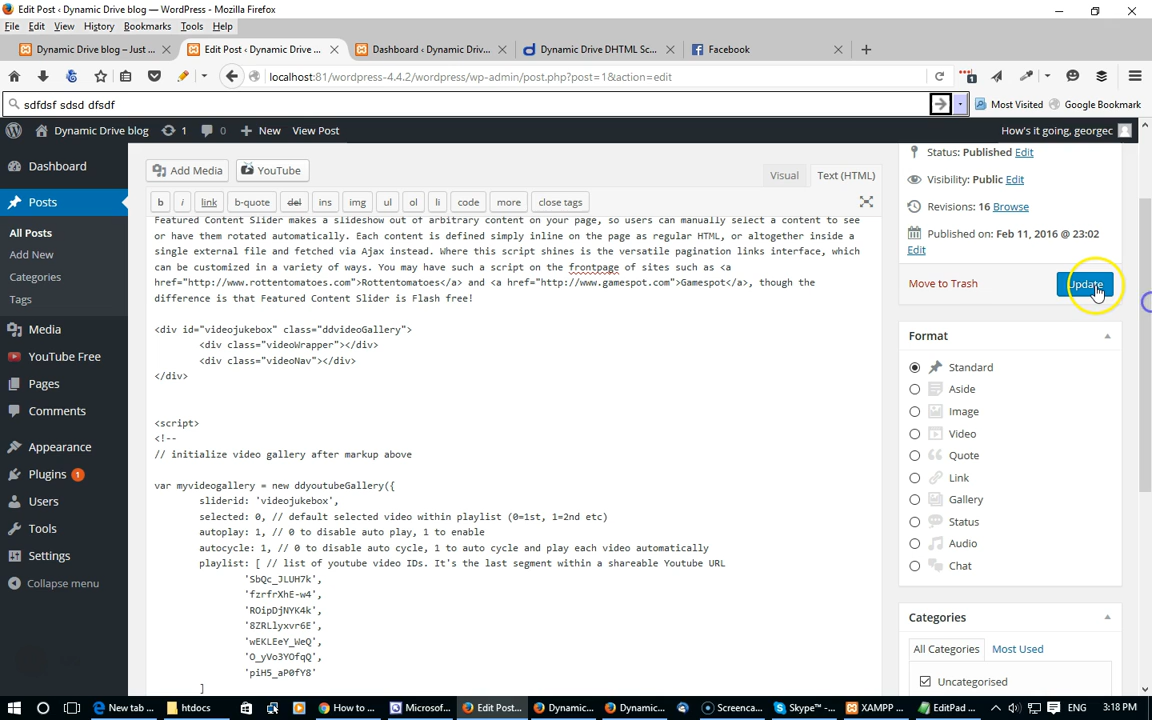 Edit Post ‹ Dynamic Drive blog — WordPress - Mozilla Firefox
File Edit View History Bookmarks Tools Help
Dynamic Drive blog – Just ... × Edit Post ‹ Dynamic Drive ... × Dashboard ‹ Dynamic Driv... × Dynamic Drive DHTML Sc... × Facebook × +
localhost:81/wordpress-4.4.2/wordpress/wp-admin/post.php?post=1&action=edit
sdfdsf sdsd dfsdf
Most Visited Google Bookmark
Dynamic Drive blog 1 0 + New View Post How's it going, georgec
Dashboard
Posts
All Posts
Add New
Categories
Tags
Media
YouTube Free
Pages
Comments
Appearance
Plugins 1
Users
Tools
Settings
Collapse menu
Add Media YouTube Visual Text (HTML)
b i link b-quote del ins img ul ol li code more close tags
Featured Content Slider makes a slideshow out of arbitrary content on your page, so users can manually select a content to see
or have them rotated automatically. Each content is defined simply inline on the page as regular HTML, or altogether inside a
single external file and fetched via Ajax instead. Where this script shines is the versatile pagination links interface, which
can be customized in a variety of ways. You may have such a script on the frontpage of sites such as <a
href="http://www.rottentomatoes.com">Rottentomatoes</a> and <a href="http://www.gamespot.com">Gamespot</a>, though the
difference is that Featured Content Slider is Flash free!
<div id="videojukebox" class="ddvideoGallery">
<div class="videoWrapper"></div>
<div class="videoNav"></div>
</div>
<script>
<!--
// initialize video gallery after markup above
var myvideogallery = new ddyoutubeGallery({
sliderid: 'videojukebox',
selected: 0, // default selected video within playlist (0=1st, 1=2nd etc)
autoplay: 1, // 0 to disable auto play, 1 to enable
autocycle: 1, // 0 to disable auto cycle, 1 to auto cycle and play each video automatically
playlist: [ // list of youtube video IDs. It's the last segment within a shareable Youtube URL
'SbQc_JLUH7k',
'fzrfrXhE-w4',
'ROipDjNYK4k',
'8ZRLlyxvr6E',
'wEKLEeY_WeQ',
'O_yVo3YOfqQ',
'piH5_aP0fY8'
]
Status: Published Edit
Visibility: Public Edit
Revisions: 16 Browse
Published on: Feb 11, 2016 @ 23:02
Edit
Move to Trash Update
Format
Standard
Aside
Image
Video
Quote
Link
Gallery
Status
Audio
Chat
Categories
All Categories Most Used
Uncategorised
New tab ... htdocs How to ... Microsof... Edit Post... Dynamic... Dynamic... Screenca... Skype™ -... XAMPP ... EditPad ... ENG 3:18 PM